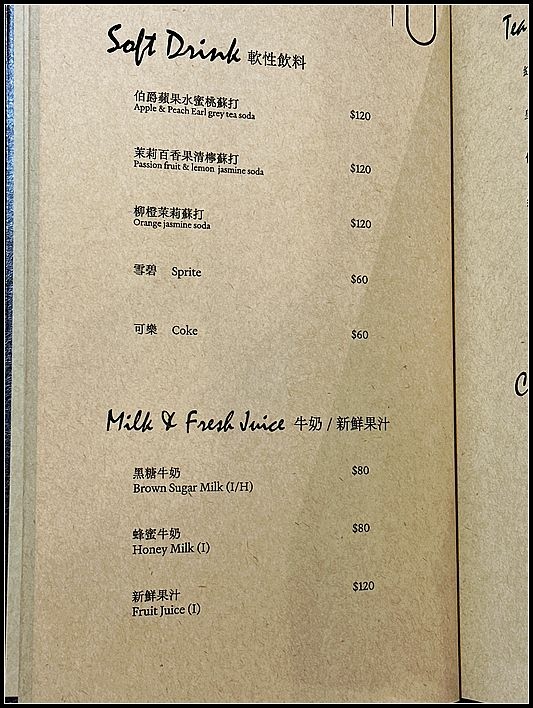 Soft Drink 軟性飲料
伯爵蘋果水蜜桃蘇打
Apple & Peach Earl grey tea soda
$120
茉莉百香果清檸蘇打
Passion fruit & lemon jasmine soda
$120
柳橙茉莉蘇打
Orange jasmine soda
$120
雪碧 Sprite
$60
可樂 Coke
$60
Milk & Fresh Juice 牛奶 / 新鮮果汁
黑糖牛奶
$80
Brown Sugar Milk (I/H)
蜂蜜牛奶
$80
Honey Milk (I)
新鮮果汁
$120
Fruit Juice (I)
Tea